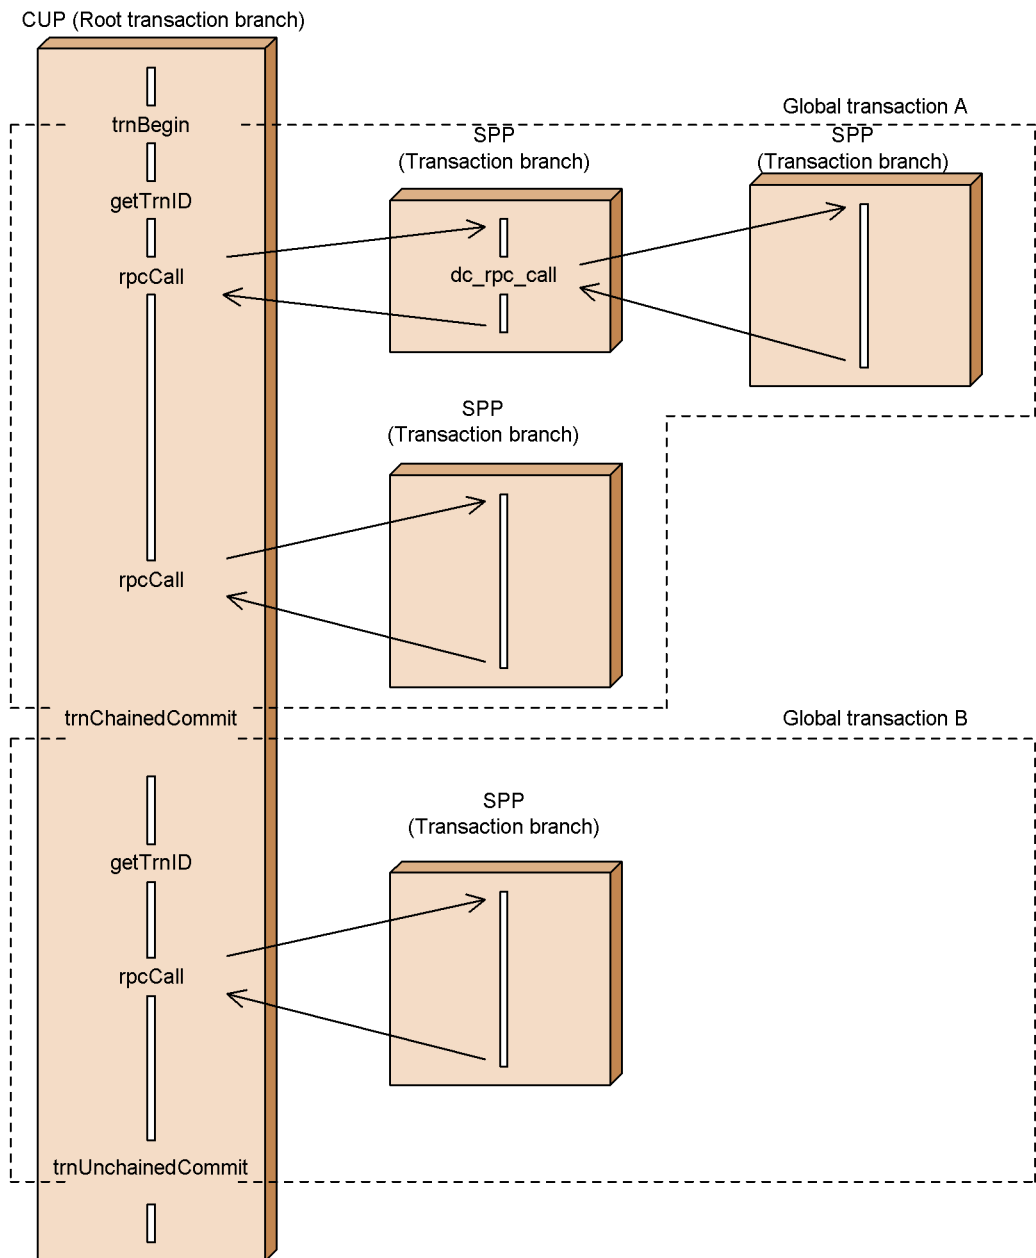 CUP (Root transaction branch)
Global transaction A
trnBegin
SPP
(Transaction branch)
SPP
(Transaction branch)
getTrnID
rpcCall
dc_rpc_call
SPP
(Transaction branch)
rpcCall
trnChainedCommit
Global transaction B
SPP
(Transaction branch)
getTrnID
rpcCall
trnUnchainedCommit